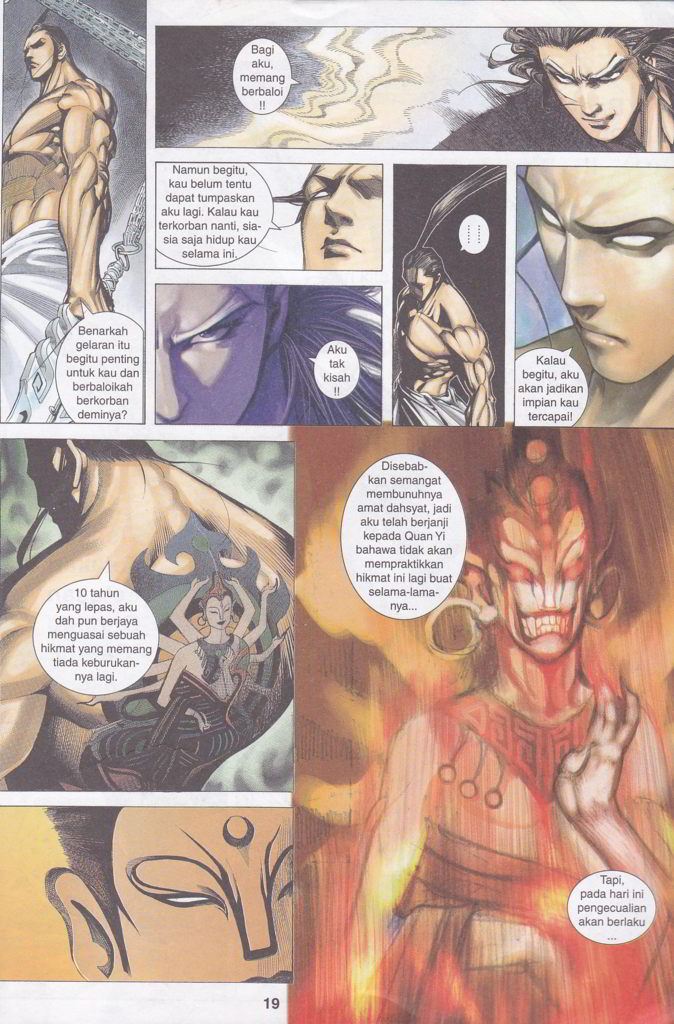 Benarkah
gelaran itu
begitu penting
untuk kau dan
berbaloikah
berkorban
deminya?
Bagi
aku,
memang
berbaloi
!!
Namun begitu,
kau belum tentu
dapat tumpaskan
aku lagi. Kalau kau
terkorban nanti, sia-
sia saja hidup kau
selama ini.
Aku
tak
kisah
!!
......
Kalau
begitu, aku
akan jadikan
impian kau
tercapai!
10 tahun
yang lepas, aku
dah pun berjaya
menguasai sebuah
hikmat yang memang
tiada keburukan-
nya lagi.
Disebab-
kan semangat
membunuhnya
amat dahsyat, jadi
aku telah berjanji
kepada Quan Yi
bahawa tidak akan
mempraktikkan
hikmat ini lagi buat
selama-lama-
nya...
Tapi,
pada hari ini
pengecualian
akan berlaku
...
19